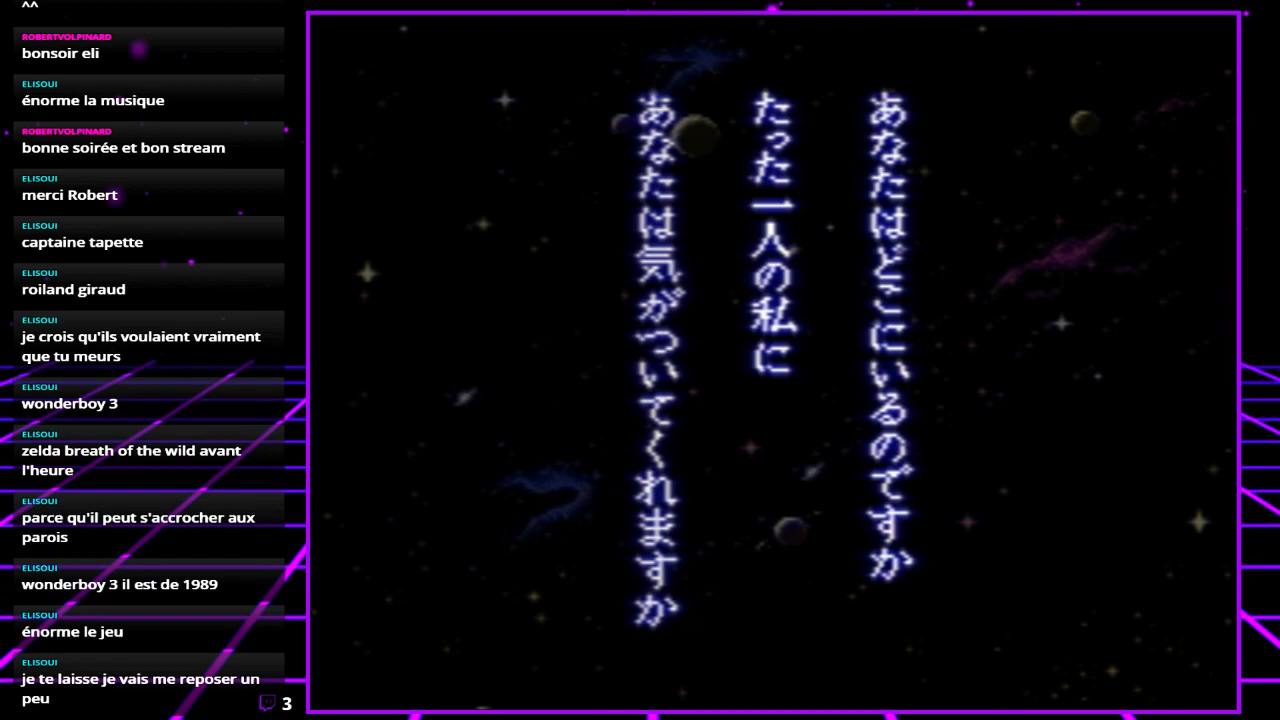 ^^
ROBERTVOLPINARD
bonsoir eli
ELISOUI
énorme la musique
ROBERTVOLPINARD
bonne soirée et bon stream
ELISOUI
merci Robert
ELISOUI
captaine tapette
ELISOUI
roiland giraud
ELISOUI
je crois qu'ils voulaient vraiment
que tu meurs
ELISOUI
wonderboy 3
ELISOUI
zelda breath of the wild avant
l'heure
ELISOUI
parce qu'il peut s'accrocher aux
parois
ELISOUI
wonderboy 3 il est de 1989
ELISOUI
énorme le jeu
ELISOUI
je te laisse je vais me reposer un
peu
3
あなたはどこにいるのですか
たった一人の私に
あなたは気がついてくれますか